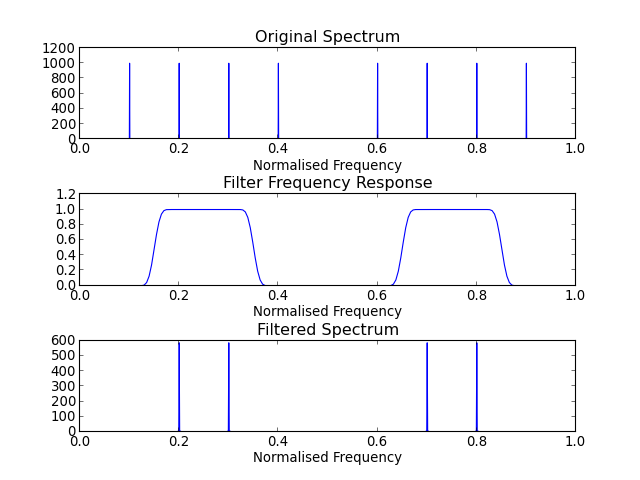 Original Spectrum
1200
1000
800
600
400
200
0
0.0 0.2 0.4 0.6 0.8 1.0
Normalised Frequency
Filter Frequency Response
1.2
1.0
0.8
0.6
0.4
0.2
0.0
0.0 0.2 0.4 0.6 0.8 1.0
Normalised Frequency
Filtered Spectrum
600
500
400
300
200
100
0
0.0 0.2 0.4 0.6 0.8 1.0
Normalised Frequency